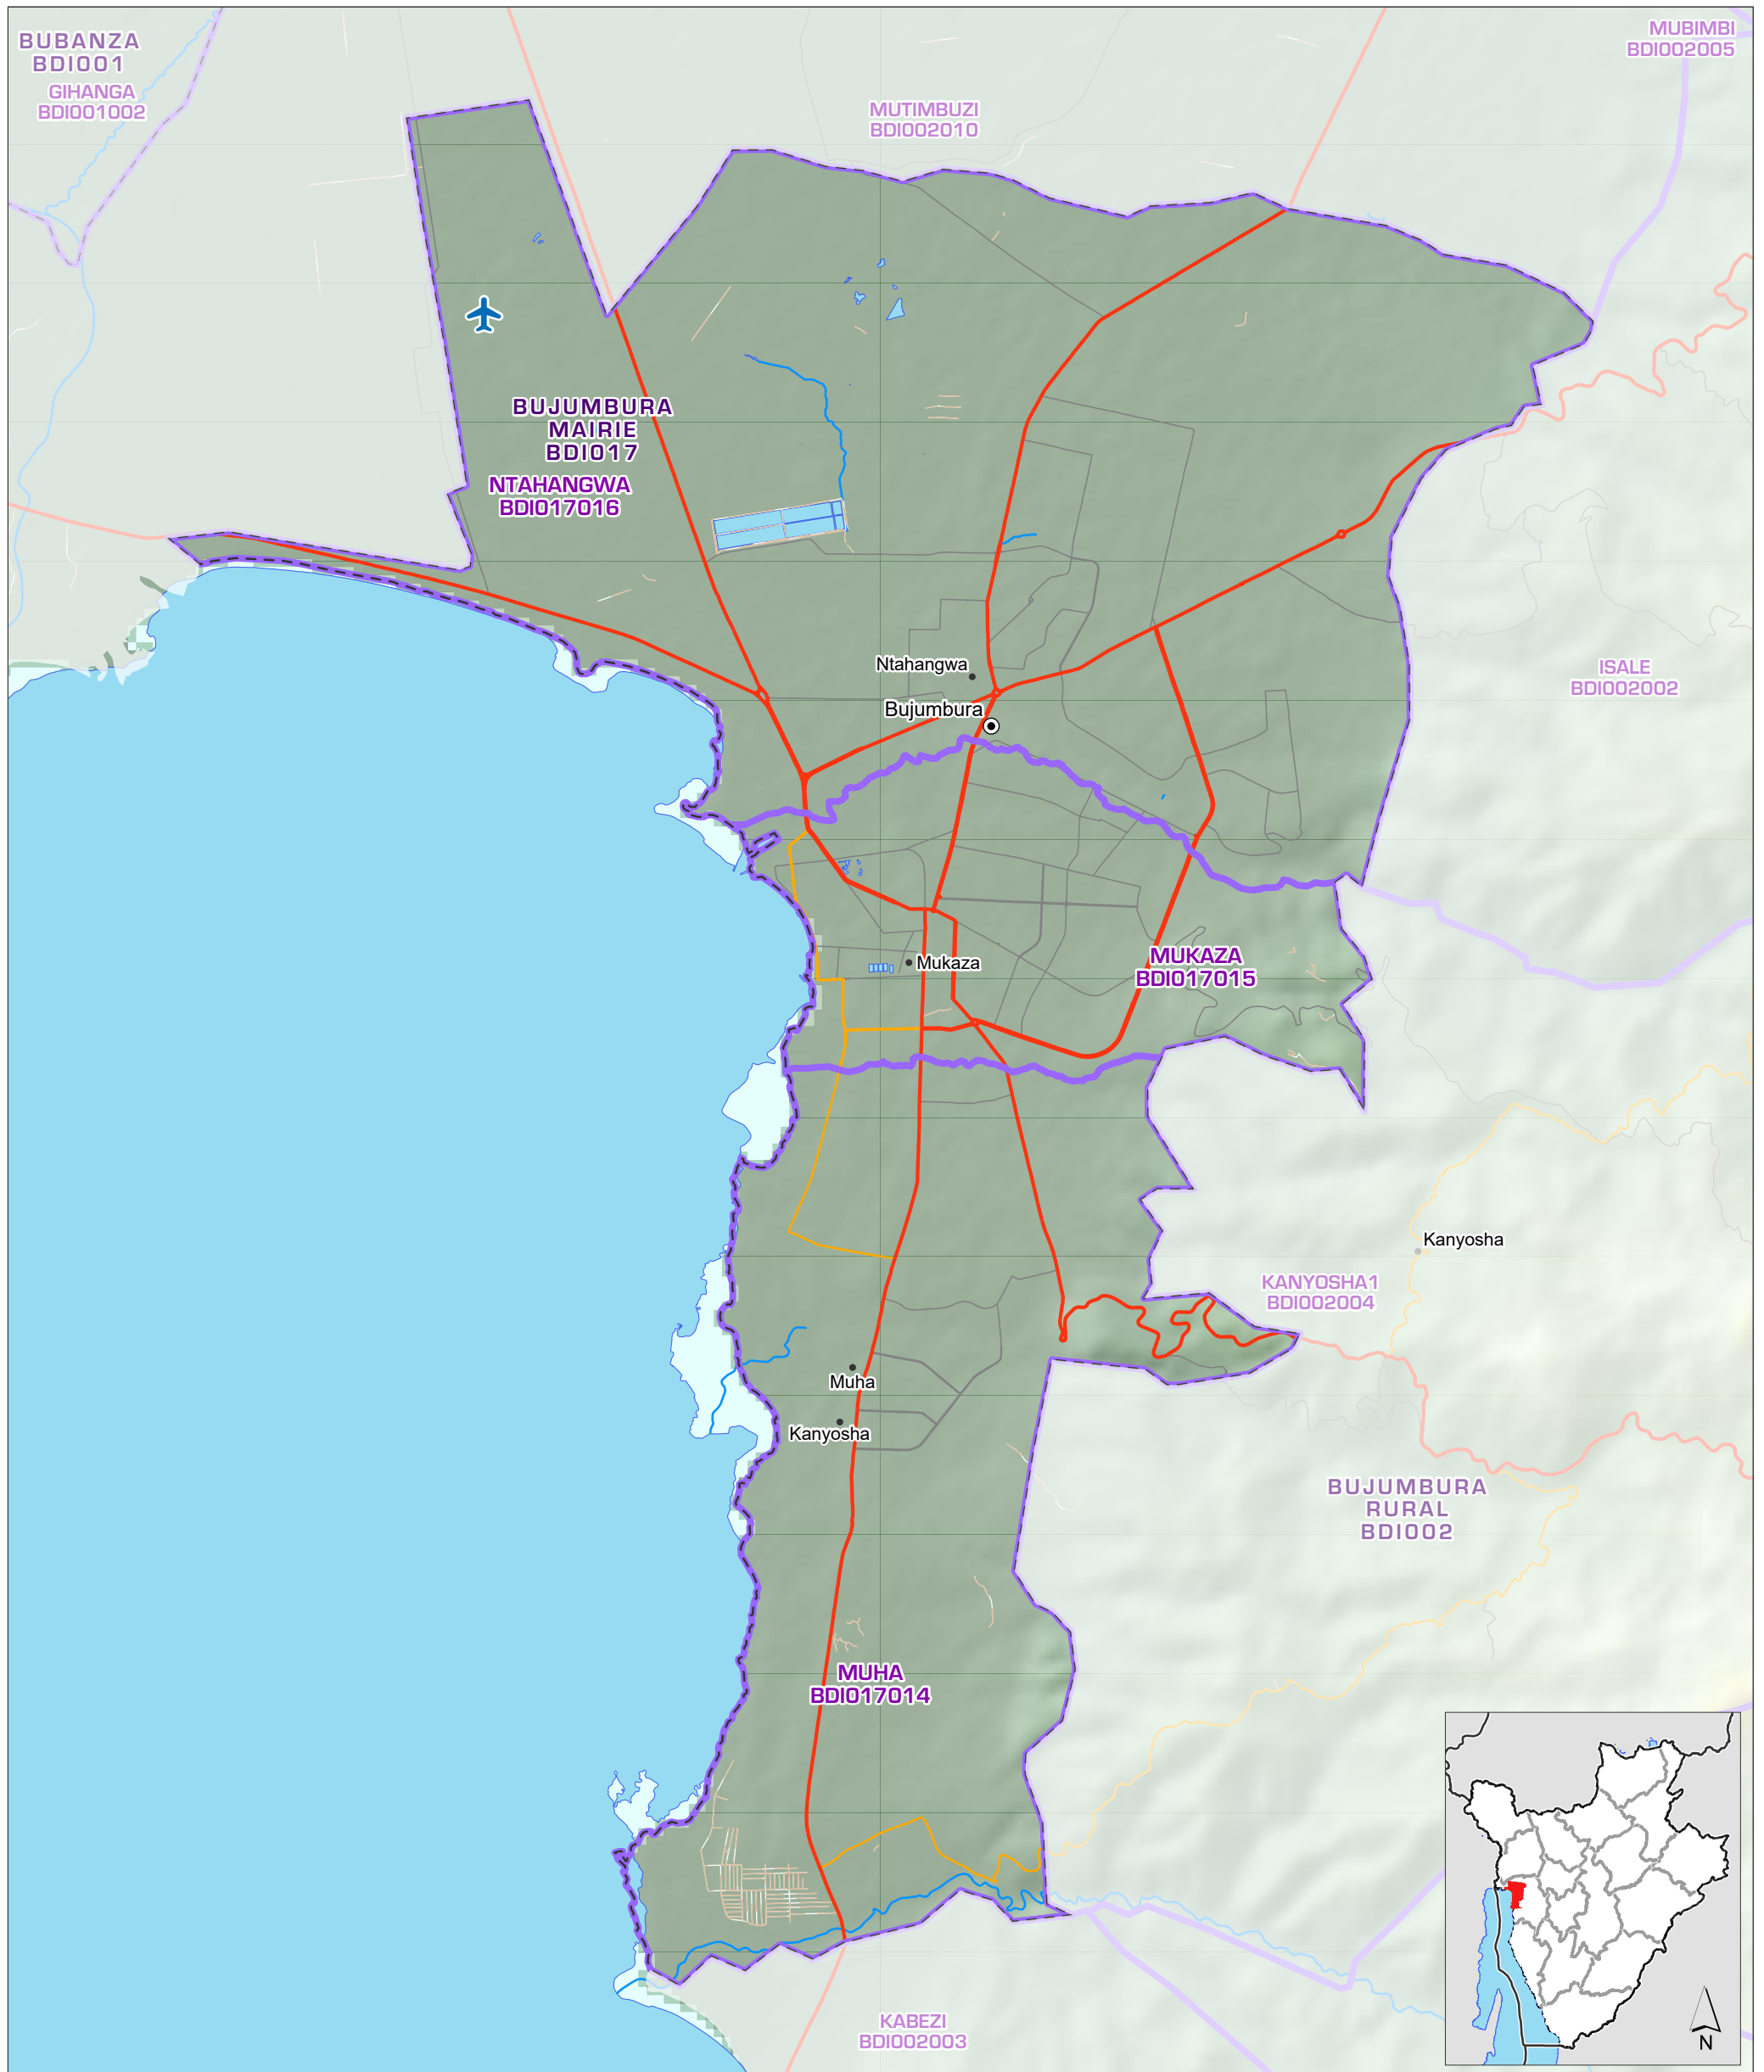 BUBANZA
BDI001
GIHANGA
BDI001002
MUBIMBI
BDI002005
MUTIMBUZI
BDI002010
BUJUMBURA
MAIRIE
BDI017
NTAHANGWA
BDI017016
Ntahangwa
Bujumbura
ISALE
BDI002002
Mukaza
MUKAZA
BDI017015
Kanyosha
KANYOSHA1
BDI002004
Muha
Kanyosha
BUJUMBURA
RURAL
BDI002
MUHA
BDI017014
KABEZI
BDI002003
N